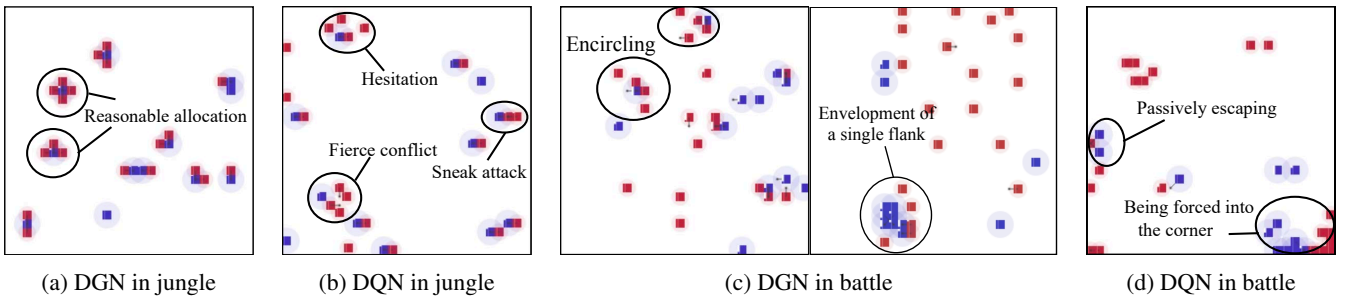 Reasonable allocation
(a) DGN in jungle
Hesitation
Fierce conflict
Sneak attack
(b) DQN in jungle
Encircling
Envelopment of
a single flank
(c) DGN in battle
Passively escaping
Being forced into
the corner
(d) DQN in battle